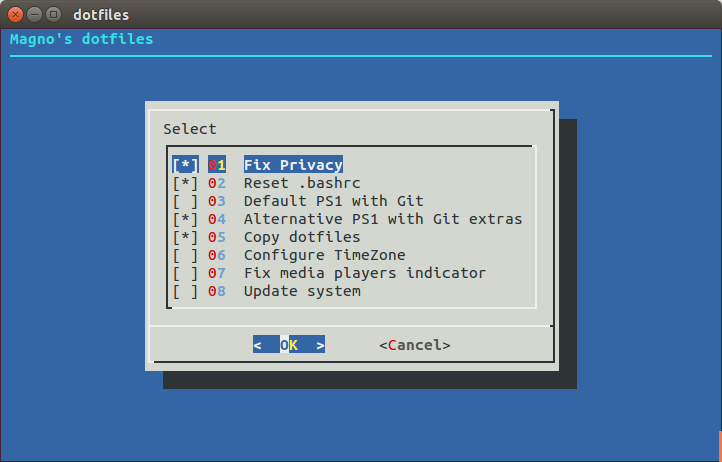 dotfiles
Magno's dotfiles
Select
[*] 01 Fix Privacy
[*] 02 Reset .bashrc
[ ] 03 Default PS1 with Git
[*] 04 Alternative PS1 with Git extras
[*] 05 Copy dotfiles
[ ] 06 Configure TimeZone
[ ] 07 Fix media players indicator
[ ] 08 Update system
< OK > <Cancel>